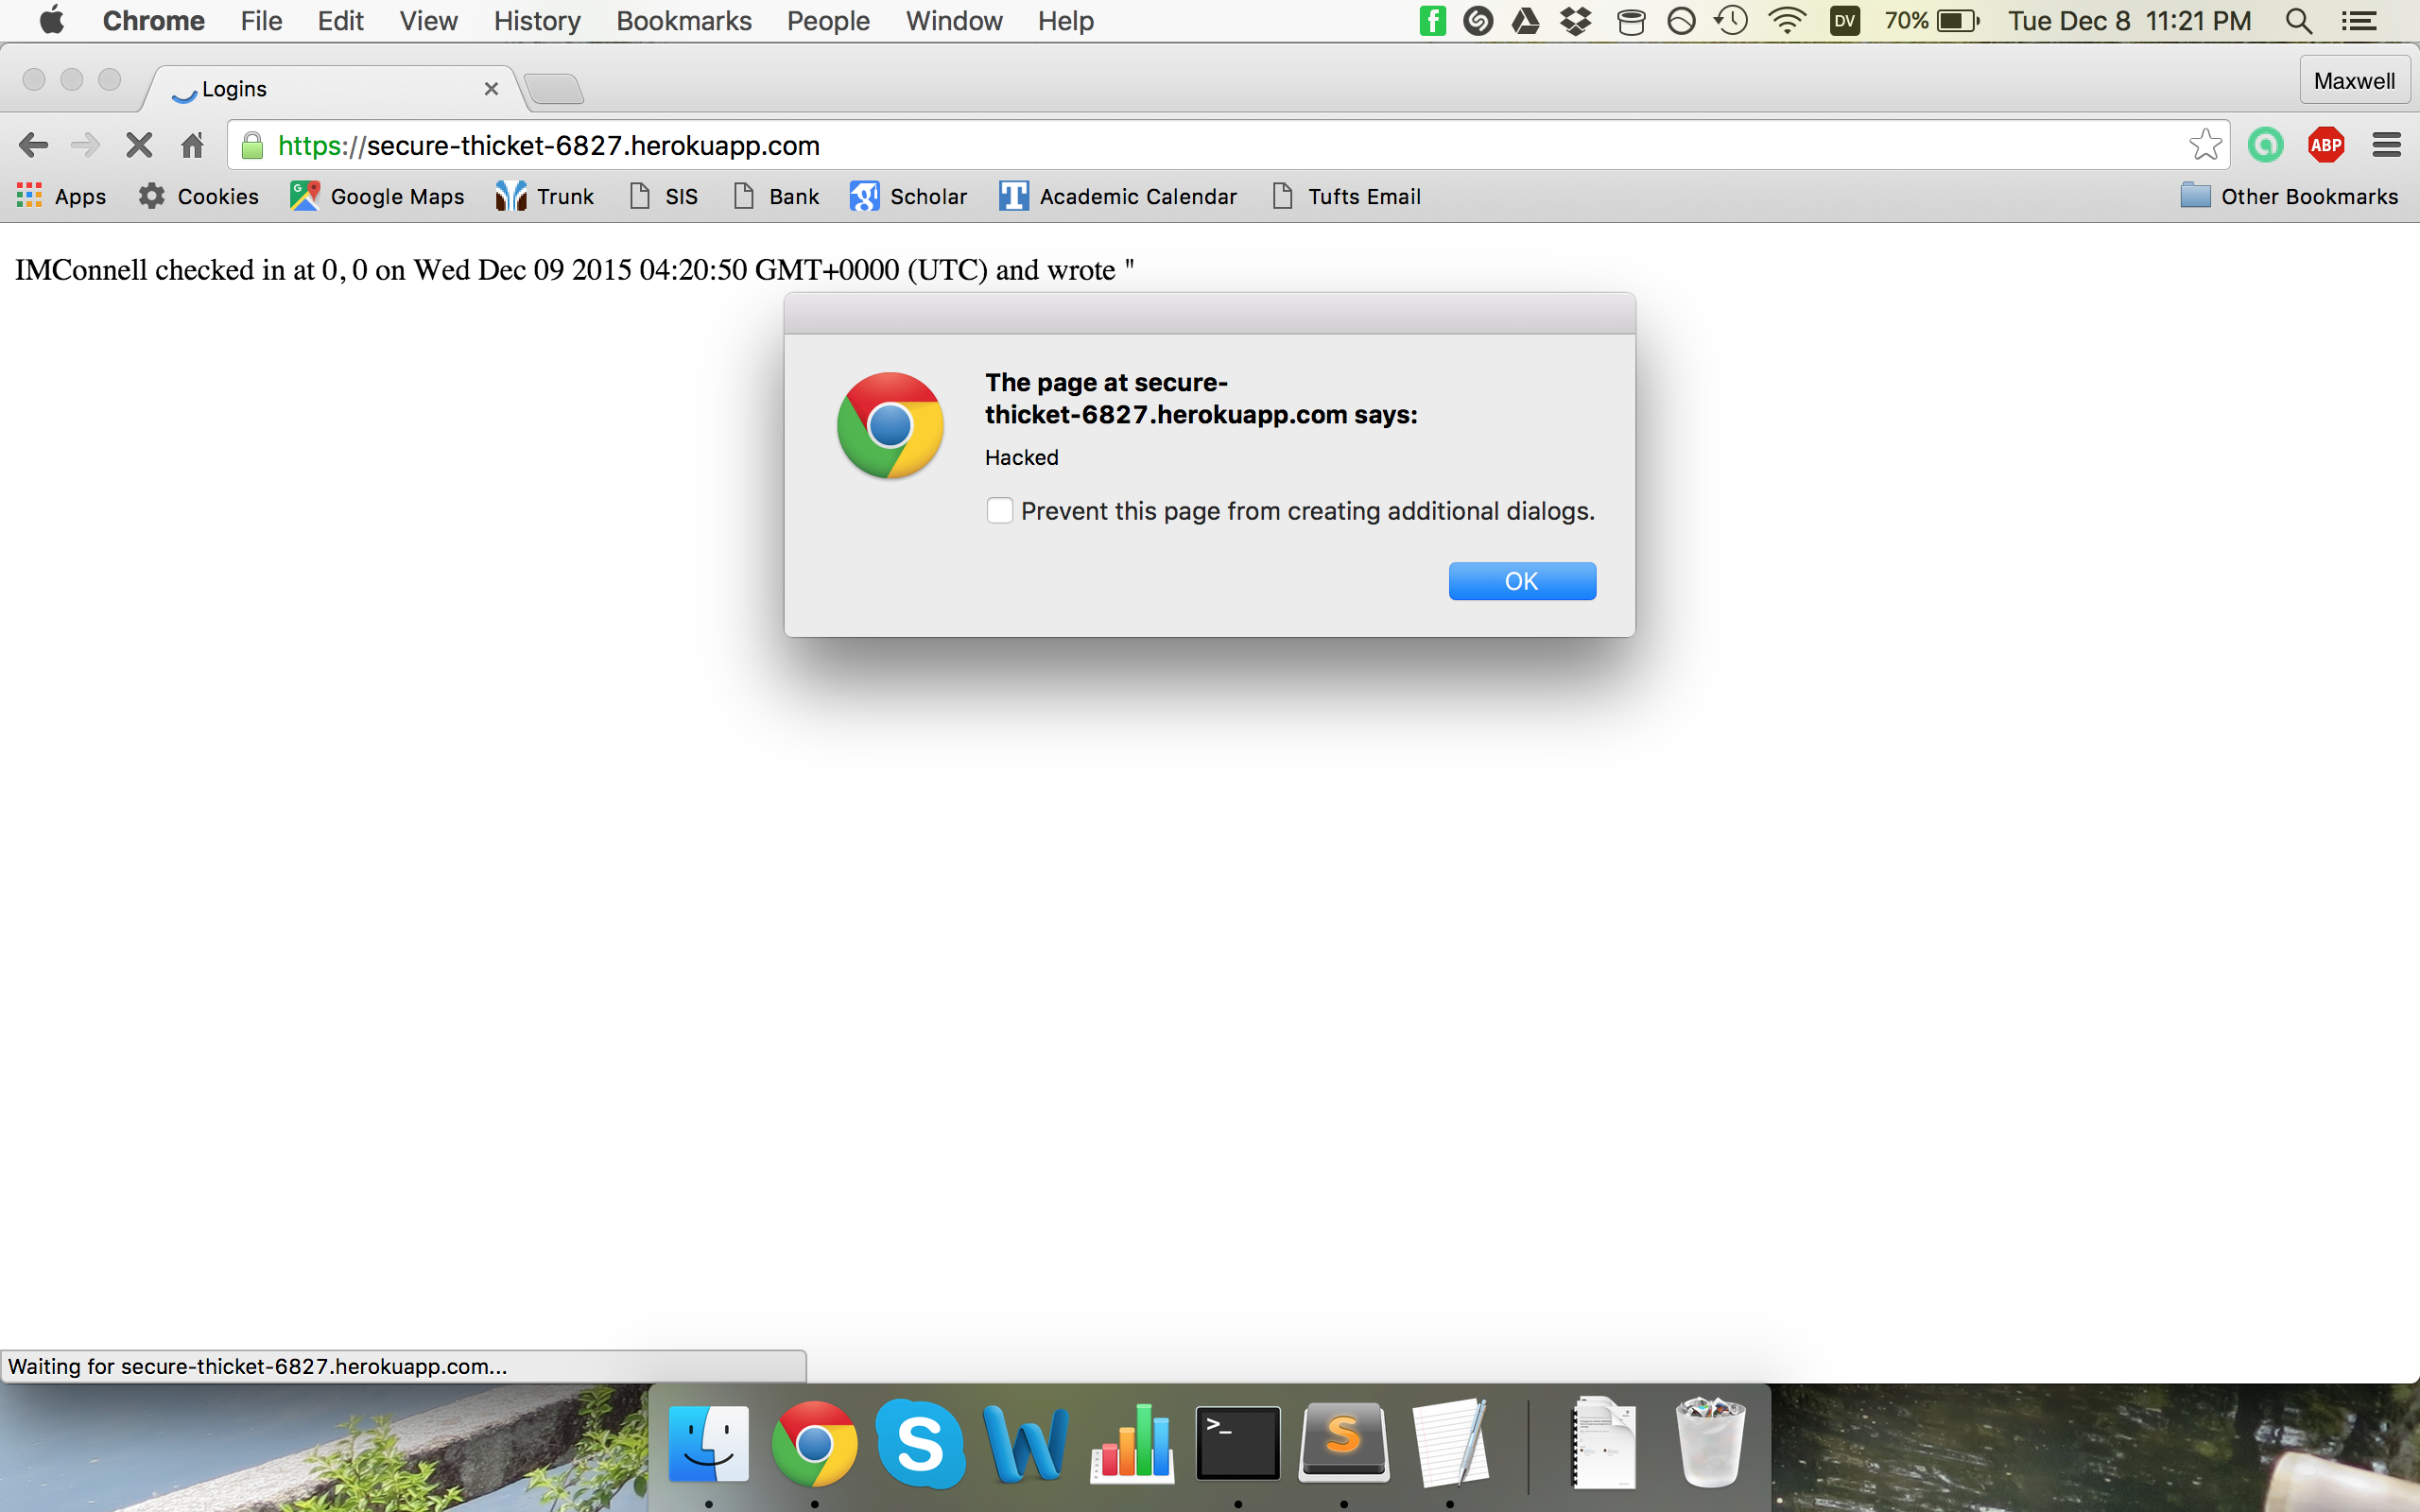 Chrome File Edit View History Bookmarks People Window Help DV 70% Tue Dec 8 11:21 PM
Logins Maxwell
https://secure-thicket-6827.herokuapp.com ABP
Apps Cookies Google Maps Trunk SIS Bank Scholar Academic Calendar Tufts Email Other Bookmarks
IMConnell checked in at 0, 0 on Wed Dec 09 2015 04:20:50 GMT+0000 (UTC) and wrote "
The page at secure-
thicket-6827.herokuapp.com says:
Hacked
Prevent this page from creating additional dialogs.
OK
Waiting for secure-thicket-6827.herokuapp.com...